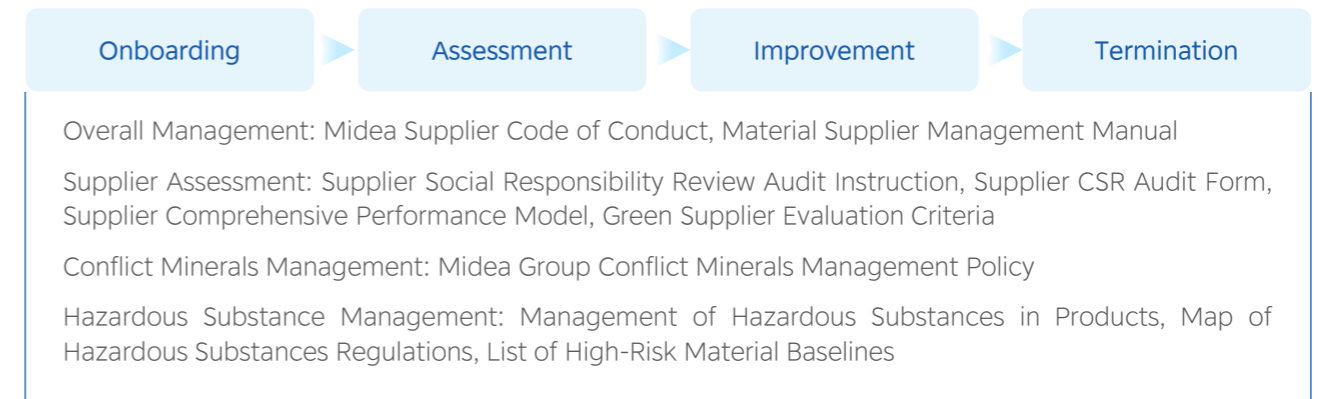 Onboarding
Assessment
Improvement
Termination
Overall Management: Midea Supplier Code of Conduct, Material Supplier Management Manual
Supplier Assessment: Supplier Social Responsibility Review Audit Instruction, Supplier CSR Audit Form,
Supplier Comprehensive Performance Model, Green Supplier Evaluation Criteria
Conflict Minerals Management: Midea Group Conflict Minerals Management Policy
Hazardous Substance Management: Management of Hazardous Substances in Products, Map of
Hazardous Substances Regulations, List of High-Risk Material Baselines